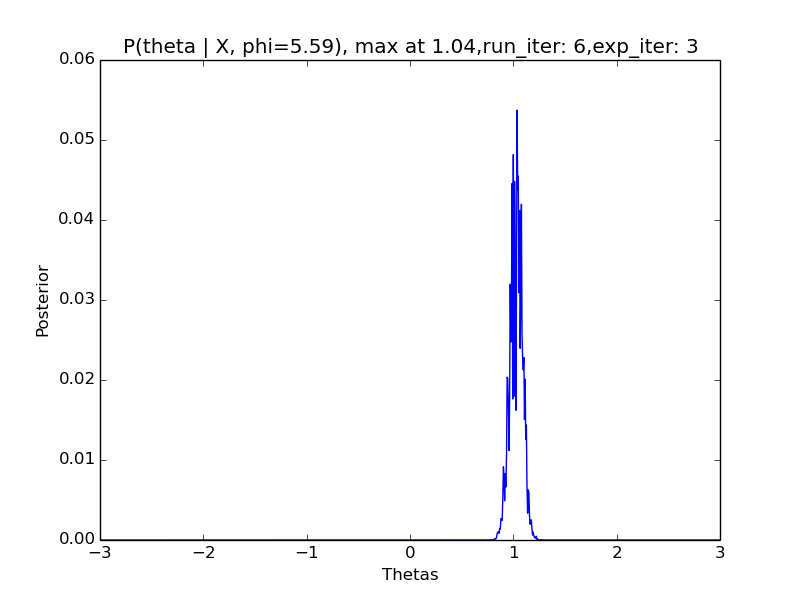 P(theta | X, phi=5.59), max at 1.04,run_iter: 6,exp_iter: 3
0.06
0.05
0.04
0.03
0.02
0.01
0.00
Posterior
−3 −2 −1 0 1 2 3
Thetas